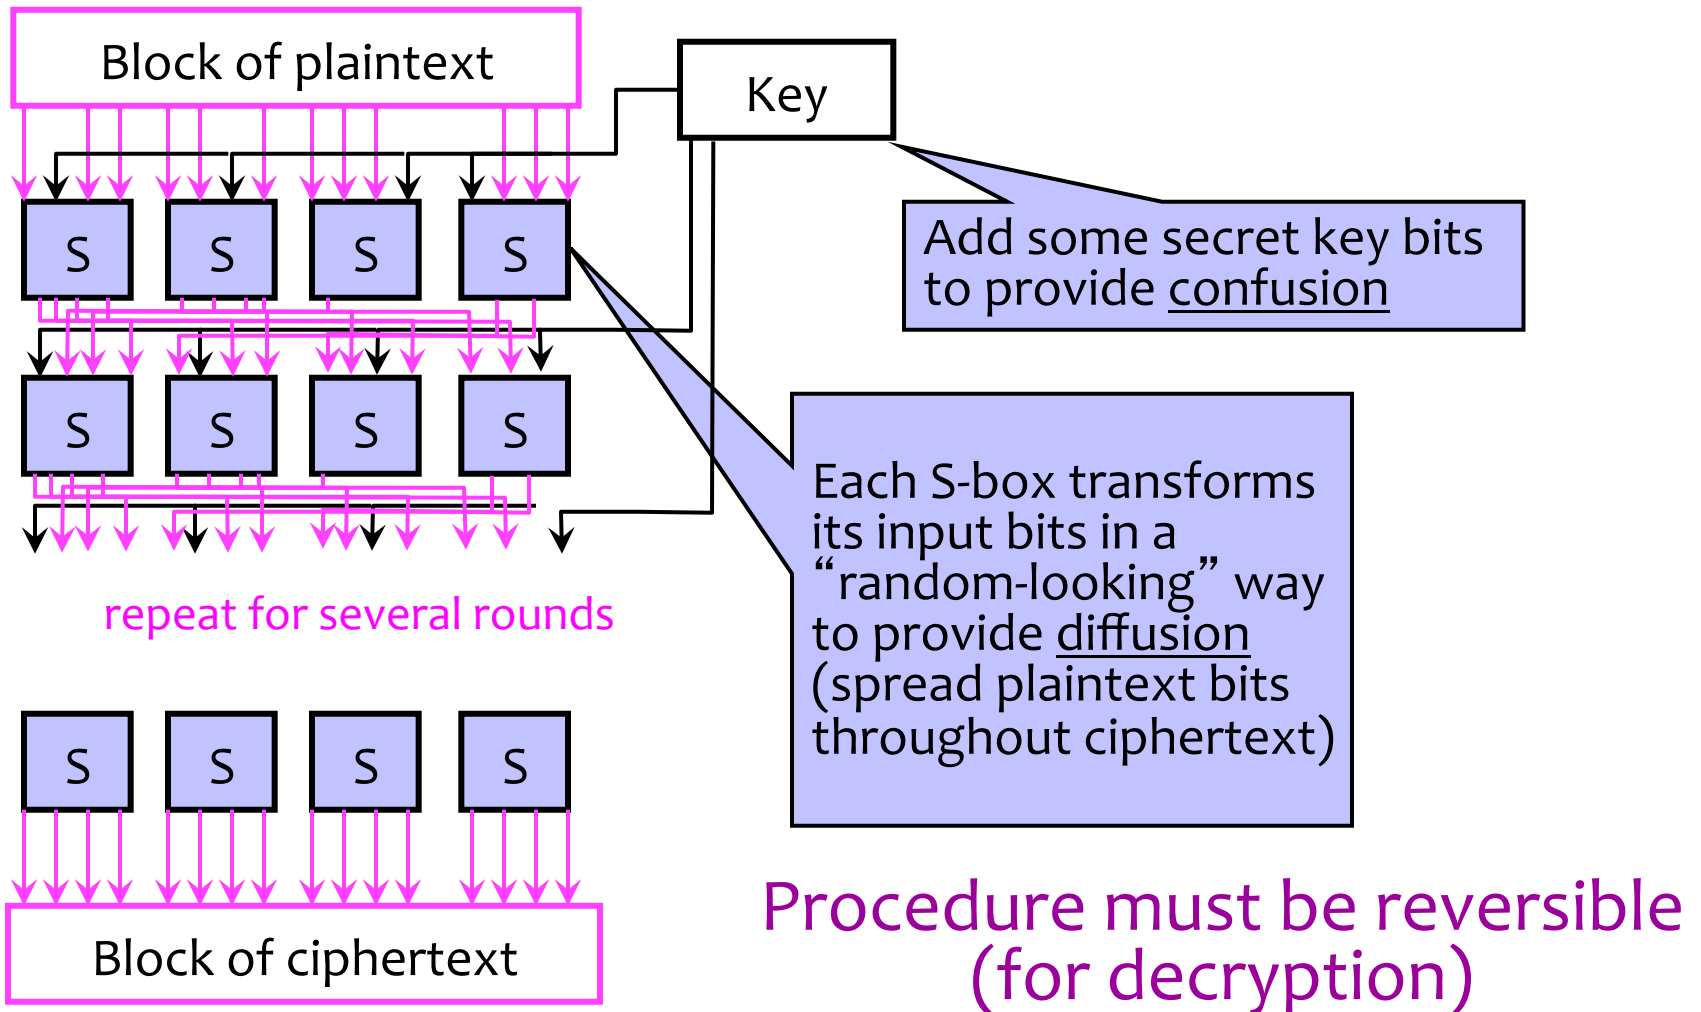 Block of plaintext
Key
S S S S
Add some secret key bits
to provide confusion
S S S S
Each S-box transforms
its input bits in a
“random-looking” way
to provide diffusion
(spread plaintext bits
throughout ciphertext)
repeat for several rounds
S S S S
Block of ciphertext
Procedure must be reversible
(for decryption)